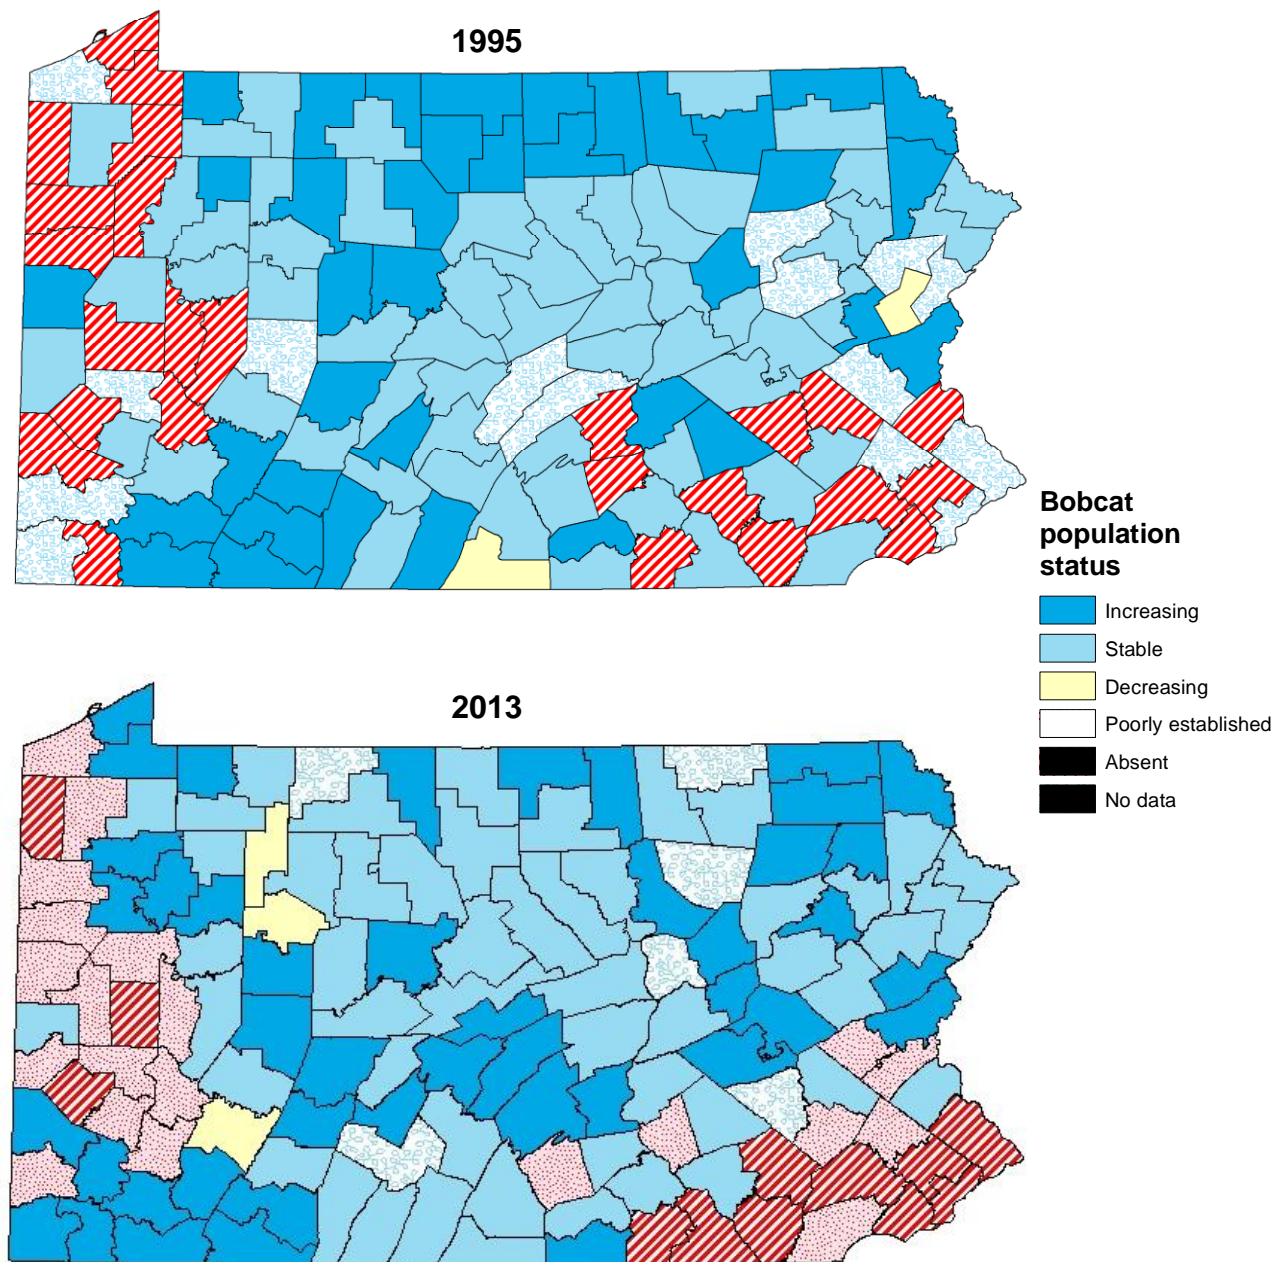 1995
2013
Bobcat
population
status
Increasing
Stable
Decreasing
Poorly established
Absent
No data